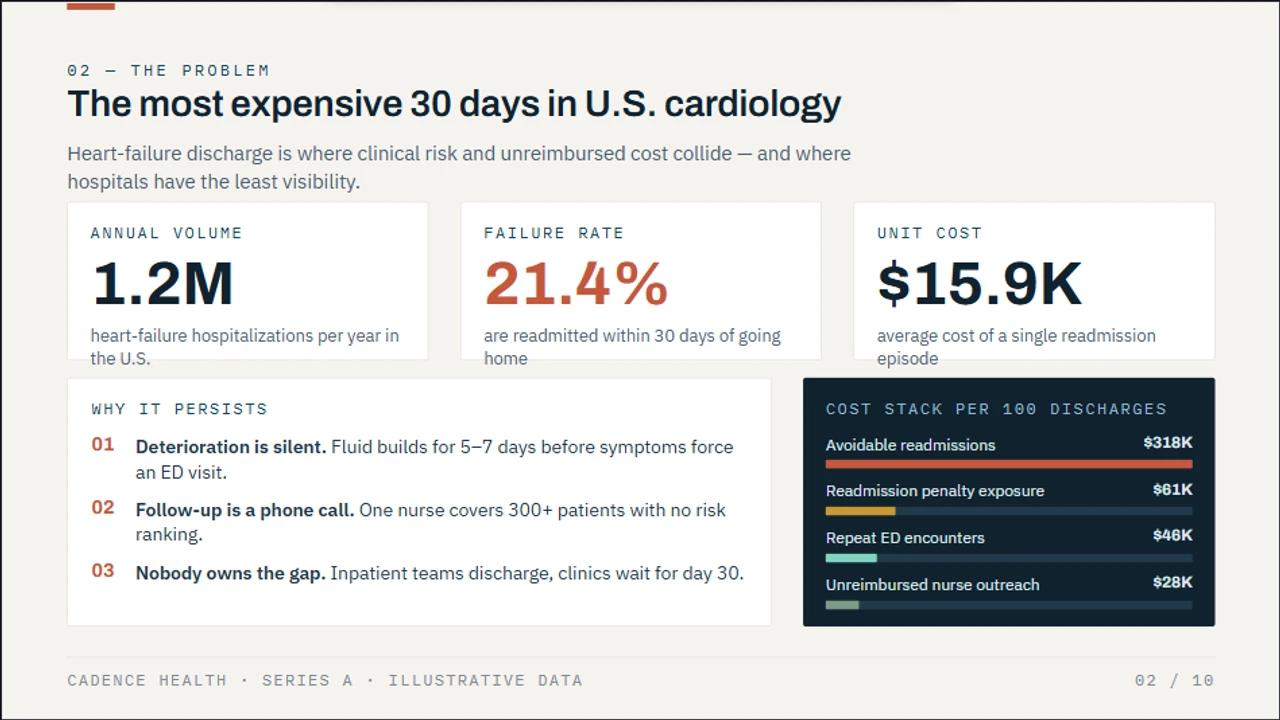 02 — THE PROBLEM
The most expensive 30 days in U.S. cardiology
Heart-failure discharge is where clinical risk and unreimbursed cost collide — and where
hospitals have the least visibility.
ANNUAL VOLUME
1.2M
heart-failure hospitalizations per year in
the U.S.
FAILURE RATE
21.4%
are readmitted within 30 days of going
home
UNIT COST
$15.9K
average cost of a single readmission
episode
WHY IT PERSISTS
01 Deterioration is silent. Fluid builds for 5–7 days before symptoms force
an ED visit.
02 Follow-up is a phone call. One nurse covers 300+ patients with no risk
ranking.
03 Nobody owns the gap. Inpatient teams discharge, clinics wait for day 30.
COST STACK PER 100 DISCHARGES
Avoidable readmissions $318K
Readmission penalty exposure $61K
Repeat ED encounters $46K
Unreimbursed nurse outreach $28K
CADENCE HEALTH · SERIES A · ILLUSTRATIVE DATA
02 / 10